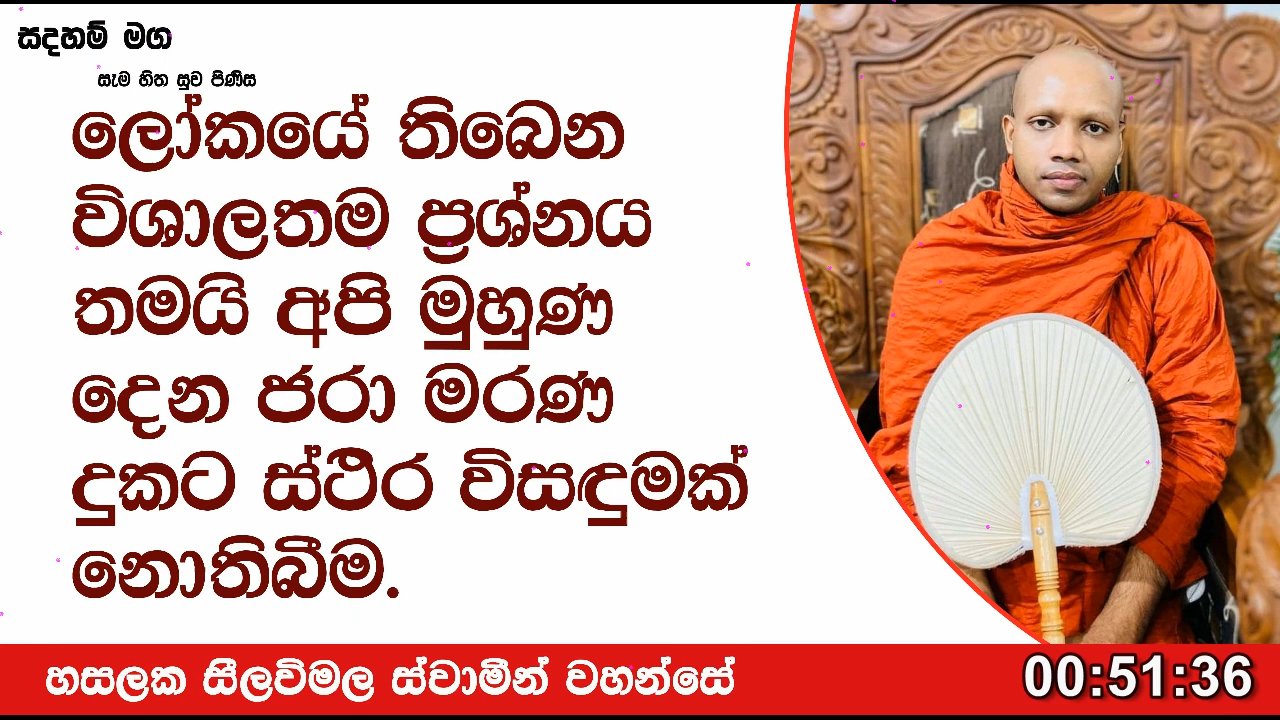 සදහම් මග
සැම හිත සුව පිණිස
ලෝකයේ තිබෙන
විශාලතම ප්‍රශ්නය
තමයි අපි මුහුණ
දෙන ජරා මරණ
දුකට ස්ථිර විසඳුමක්
නොතිබීම.
හසලක සීලවිමල ස්වාමීන් වහන්සේ
00:51:36